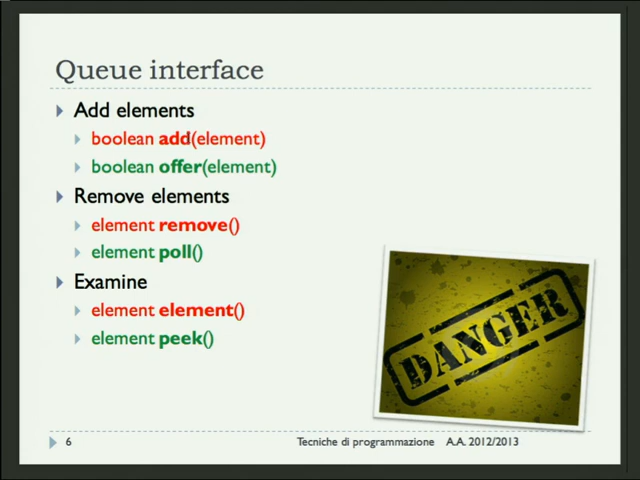 Queue interface
Add elements
boolean add(element)
boolean offer(element)
Remove elements
element remove()
element poll()
Examine
element element()
element peek()
DANGER
6 Tecniche di programmazione A.A. 2012/2013